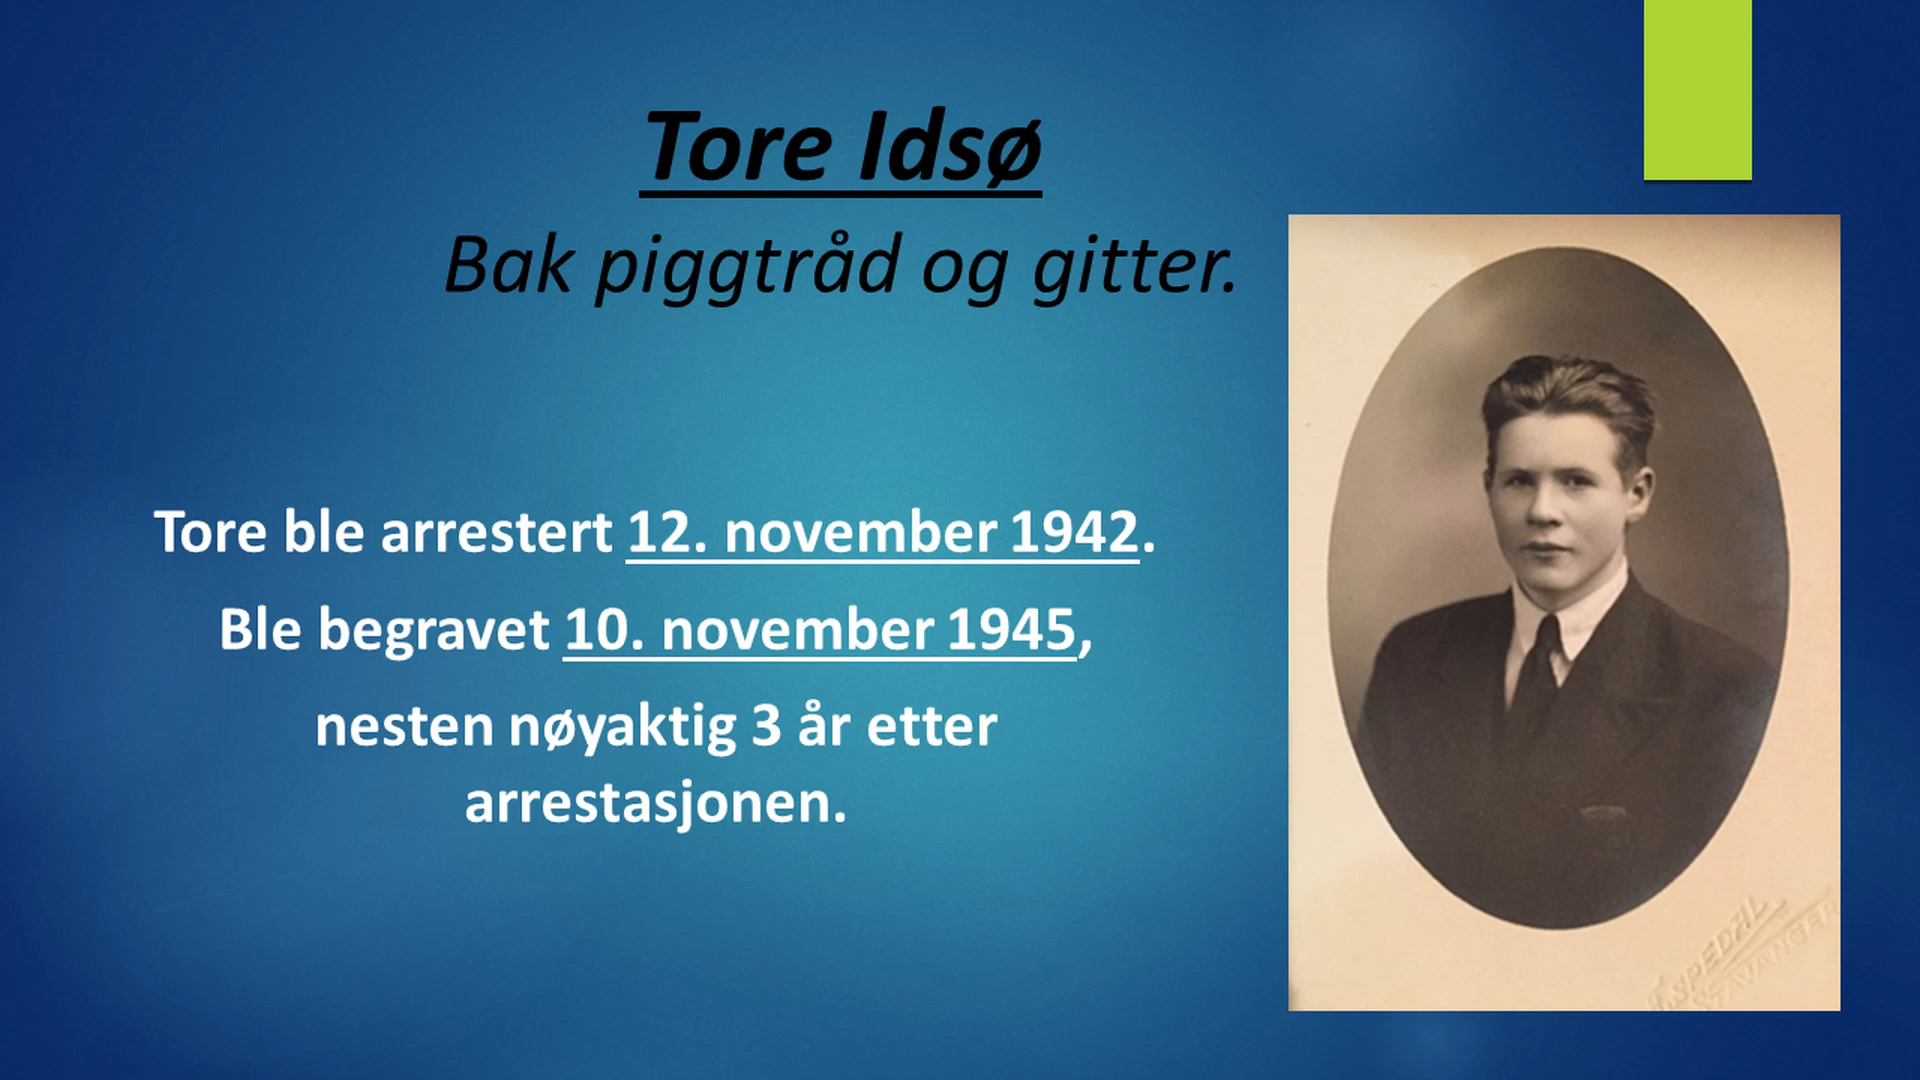 Tore Idsø
Bak piggtråd og gitter.
Tore ble arrestert 12. november 1942.
Ble begravet 10. november 1945,
nesten nøyaktig 3 år etter
arrestasjonen.
STAVANGER